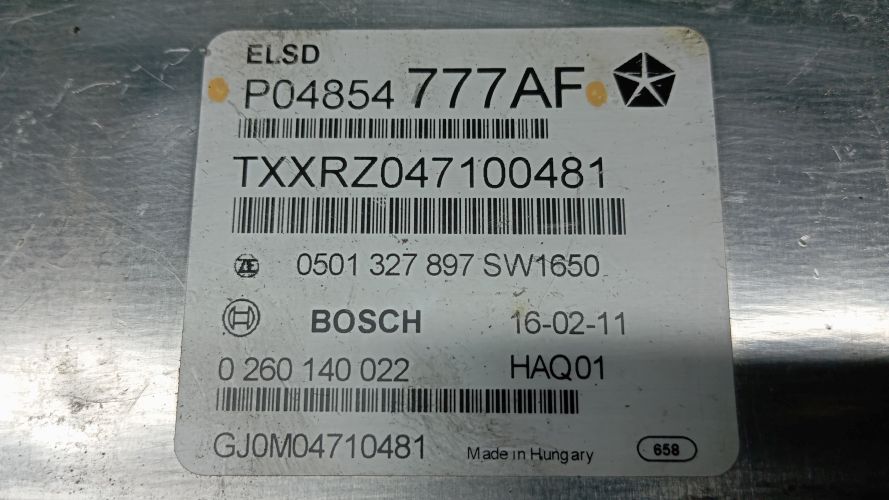 ELSD
P04854 777AF
TXXRZ047100481
ZF 0501 327 897 SW1650
BOSCH 16-02-11
0 260 140 022 HAQ01
GJ0M04710481 Made in Hungary 658